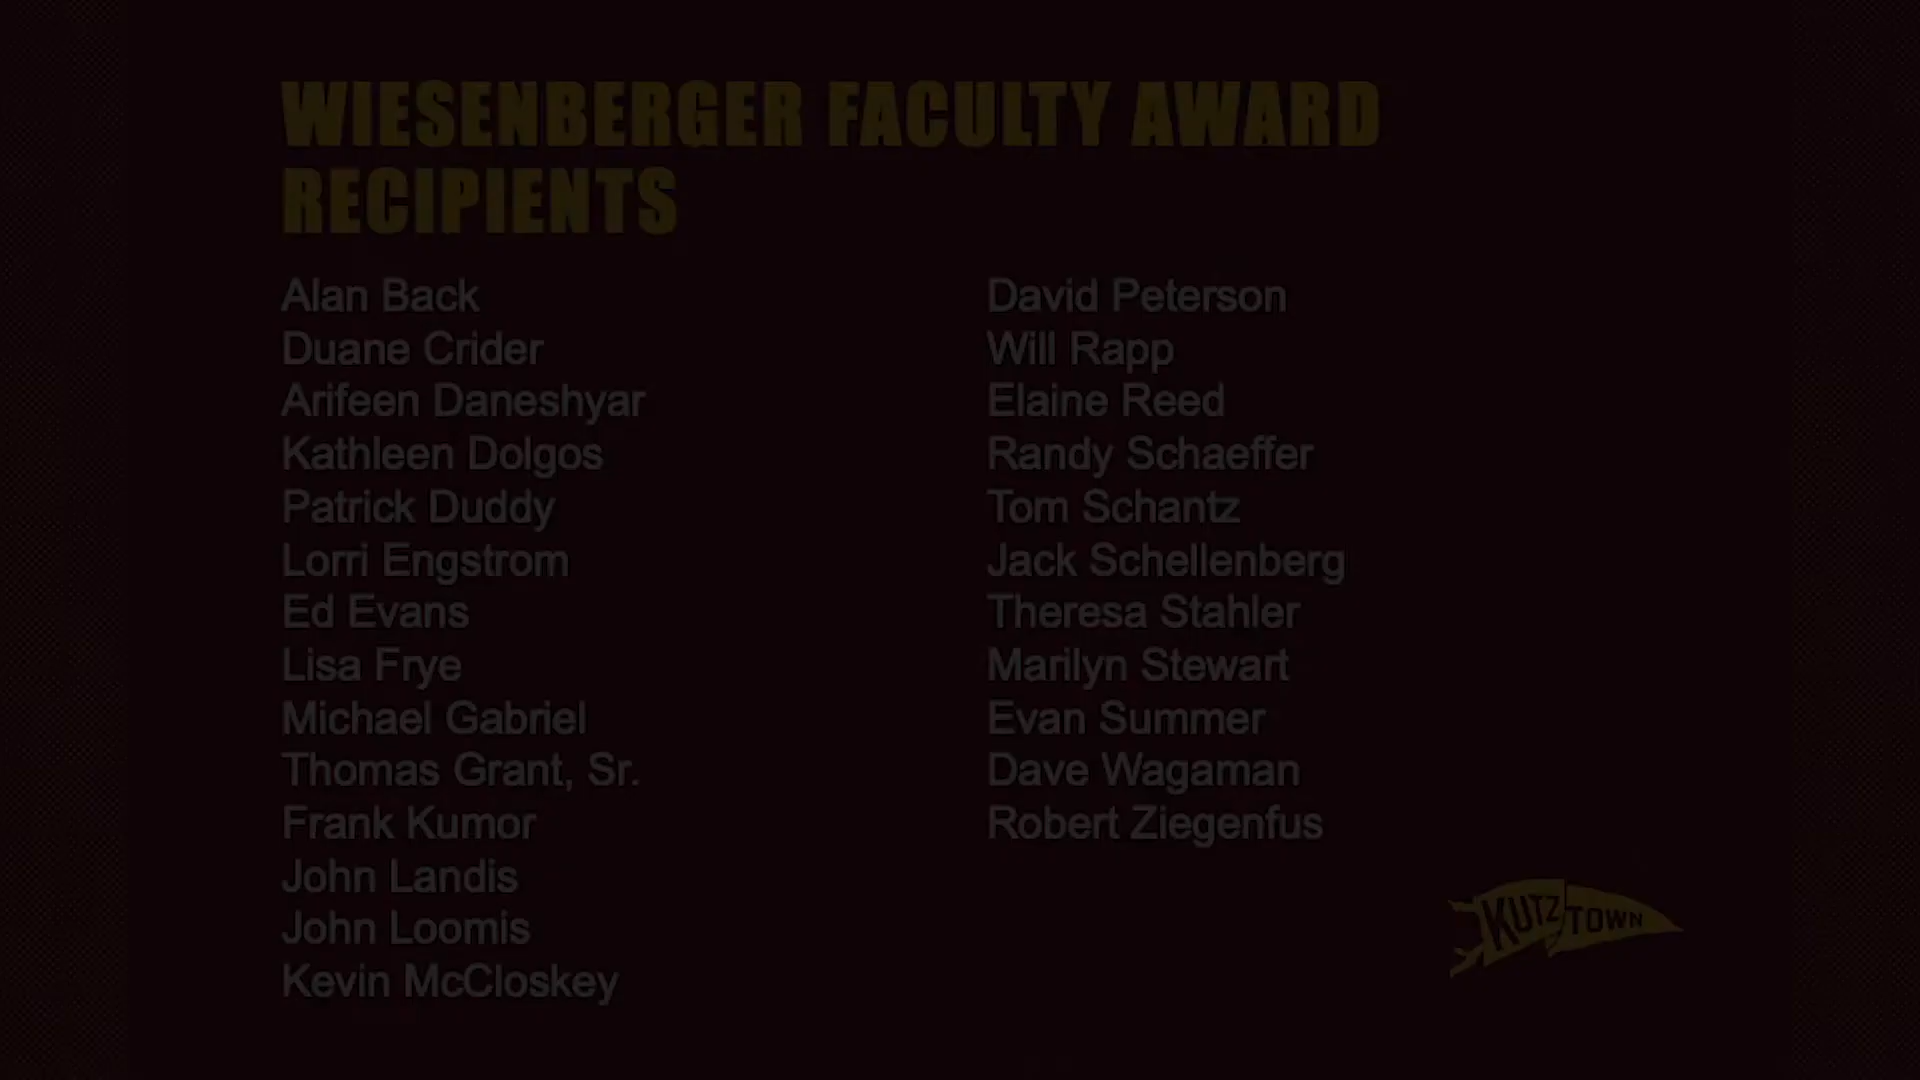 WIESENBERGER FACULTY AWARD
RECIPIENTS
Alan Back
Duane Crider
Arifeen Daneshyar
Kathleen Dolgos
Patrick Duddy
Lorri Engstrom
Ed Evans
Lisa Frye
Michael Gabriel
Thomas Grant, Sr.
Frank Kumor
John Landis
John Loomis
Kevin McCloskey
David Peterson
Will Rapp
Elaine Reed
Randy Schaeffer
Tom Schantz
Jack Schellenberg
Theresa Stahler
Marilyn Stewart
Evan Summer
Dave Wagaman
Robert Ziegenfus
KUTZTOWN